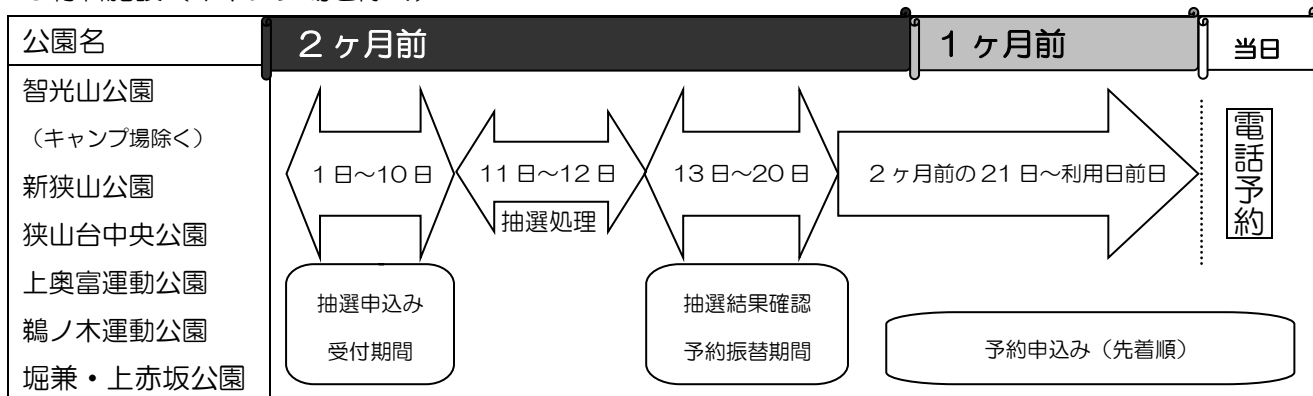 公園名
2ヶ月前
1ヶ月前
当日
智光山公園
（キャンプ場除く）
新狭山公園
狭山台中央公園
上奥富運動公園
鵜ノ木運動公園
堀兼・上赤坂公園
1日～10日
11日～12日
抽選処理
13日～20日
2ヶ月前の21日～利用日前日
電話予約
抽選申込み
受付期間
抽選結果確認
予約振替期間
予約申込み（先着順）